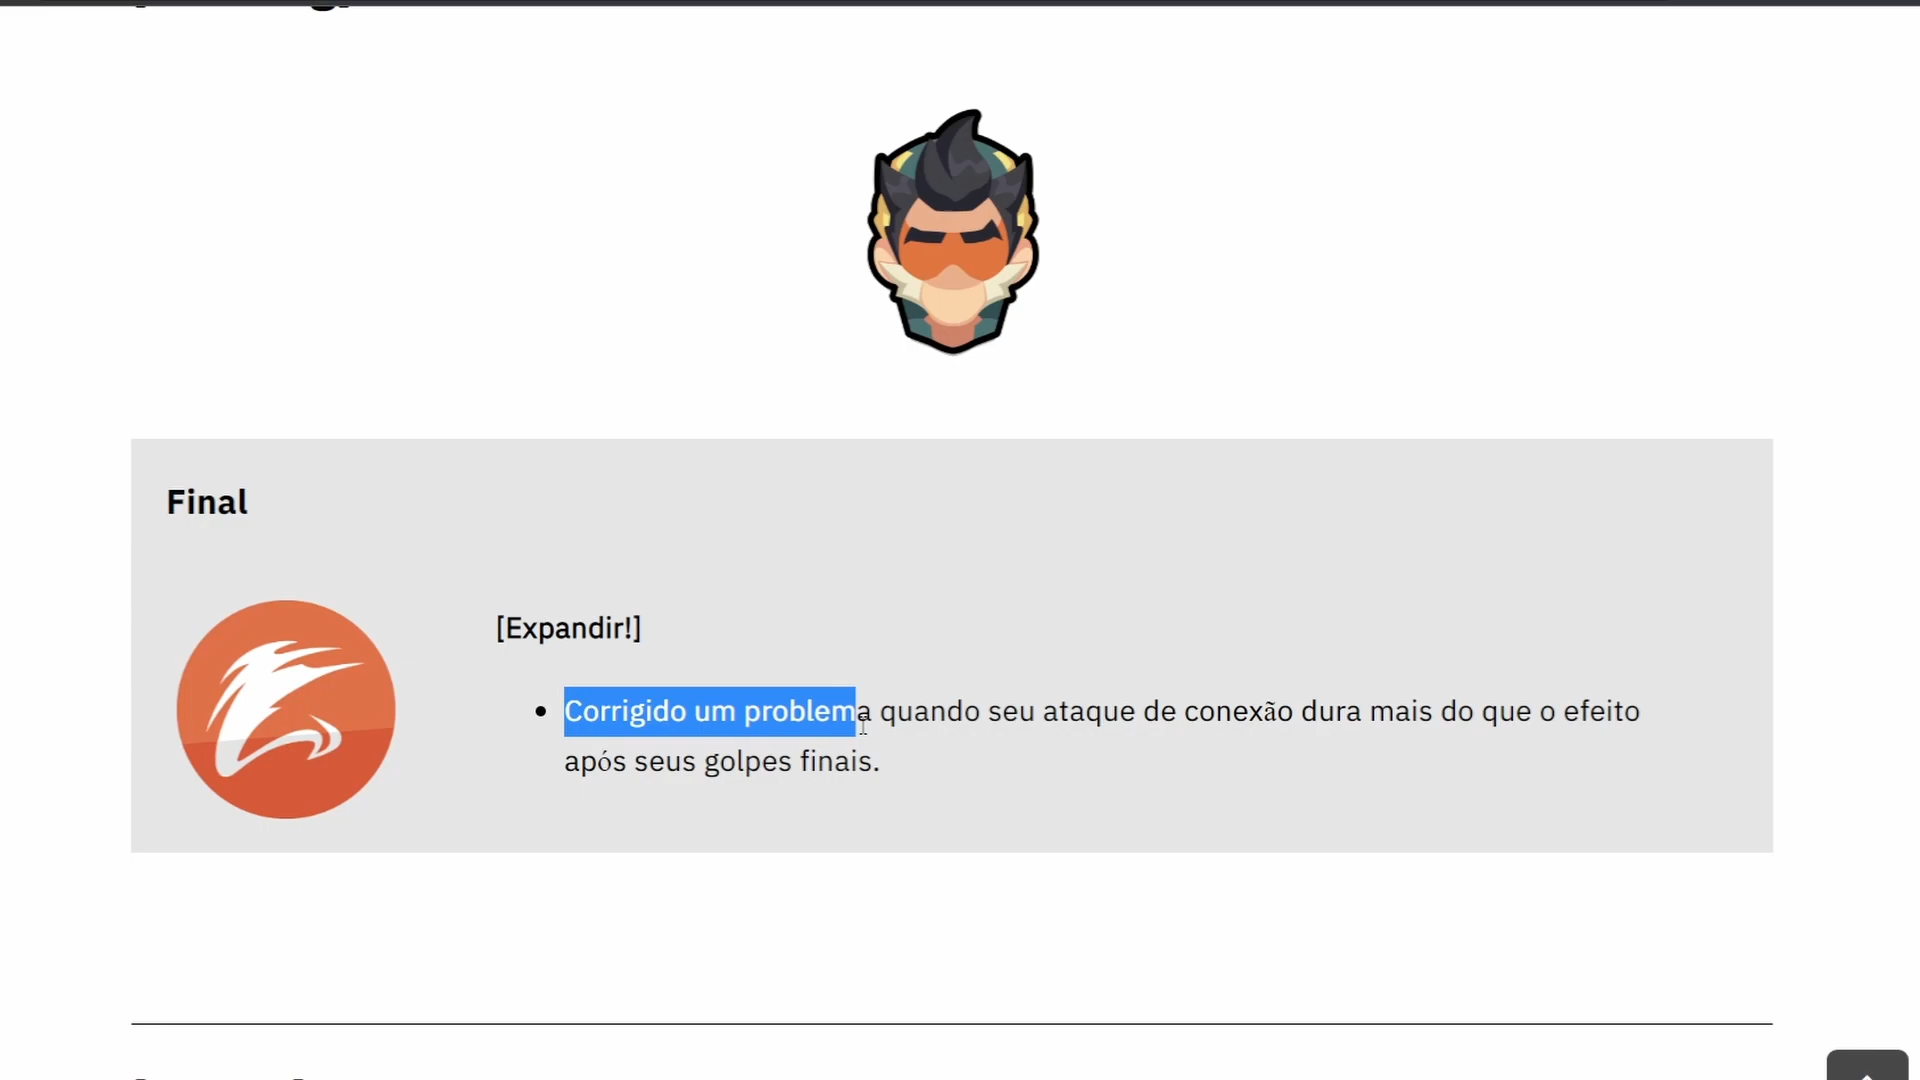 Final
[Expandir!]
Corrigido um problema quando seu ataque de conexão dura mais do que o efeito
após seus golpes finais.